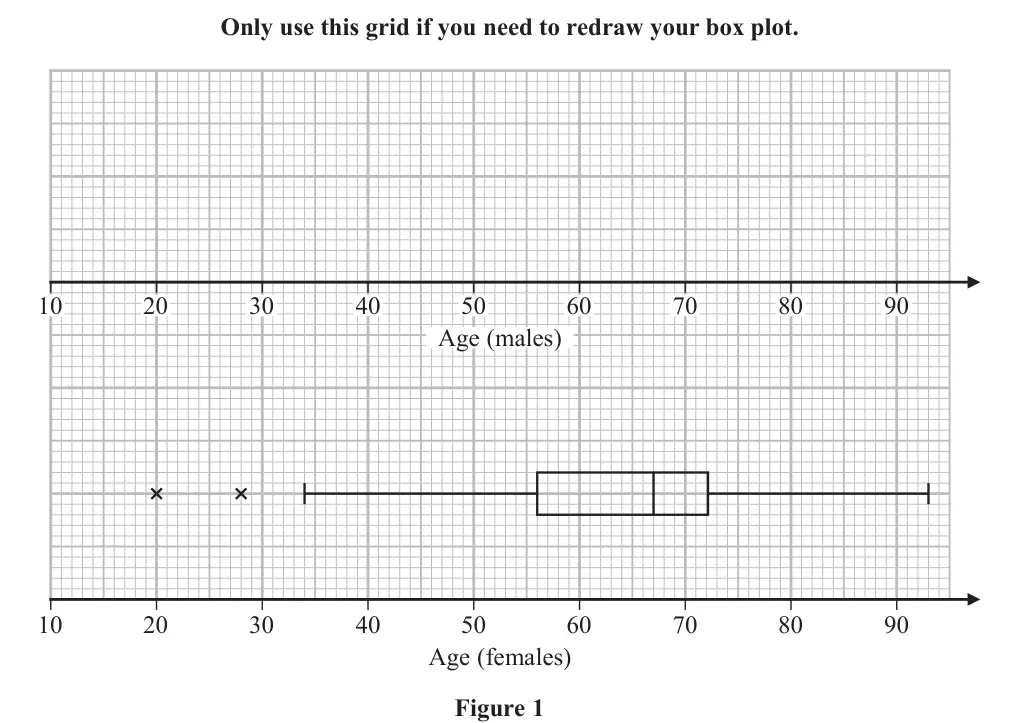 Only use this grid if you need to redraw your box plot.
10 20 30 40 50 60 70 80 90
Age (males)
10 20 30 40 50 60 70 80 90
Age (females)
Figure 1